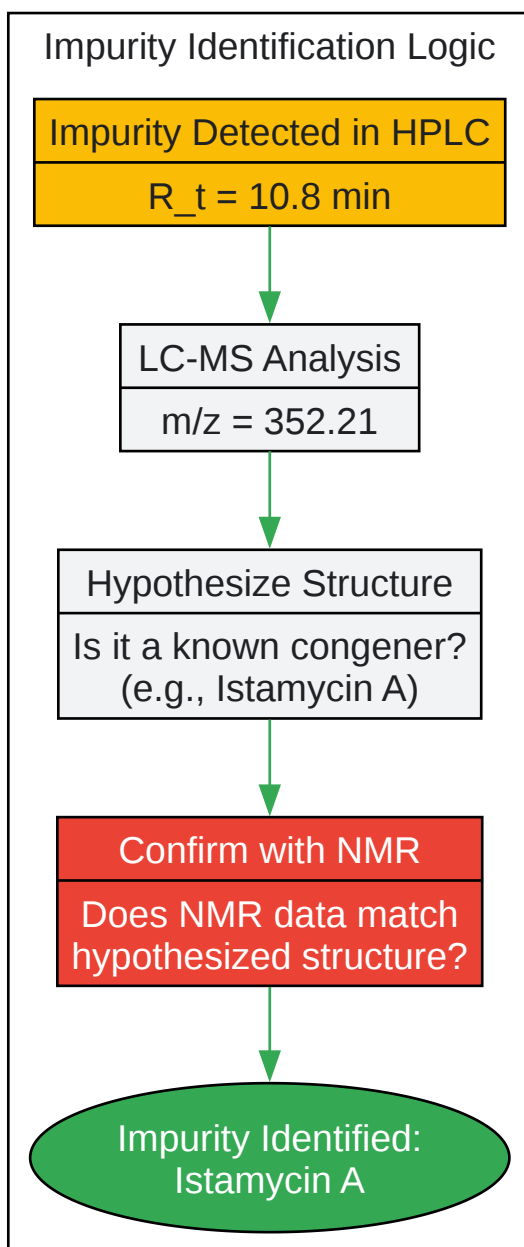 Impurity Identification Logic
Impurity Detected in HPLC
R_t = 10.8 min
LC-MS Analysis
m/z = 352.21
Hypothesize Structure
Is it a known congener?
(e.g., Istamycin A)
Confirm with NMR
Does NMR data match
hypothesized structure?
Impurity Identified:
Istamycin A